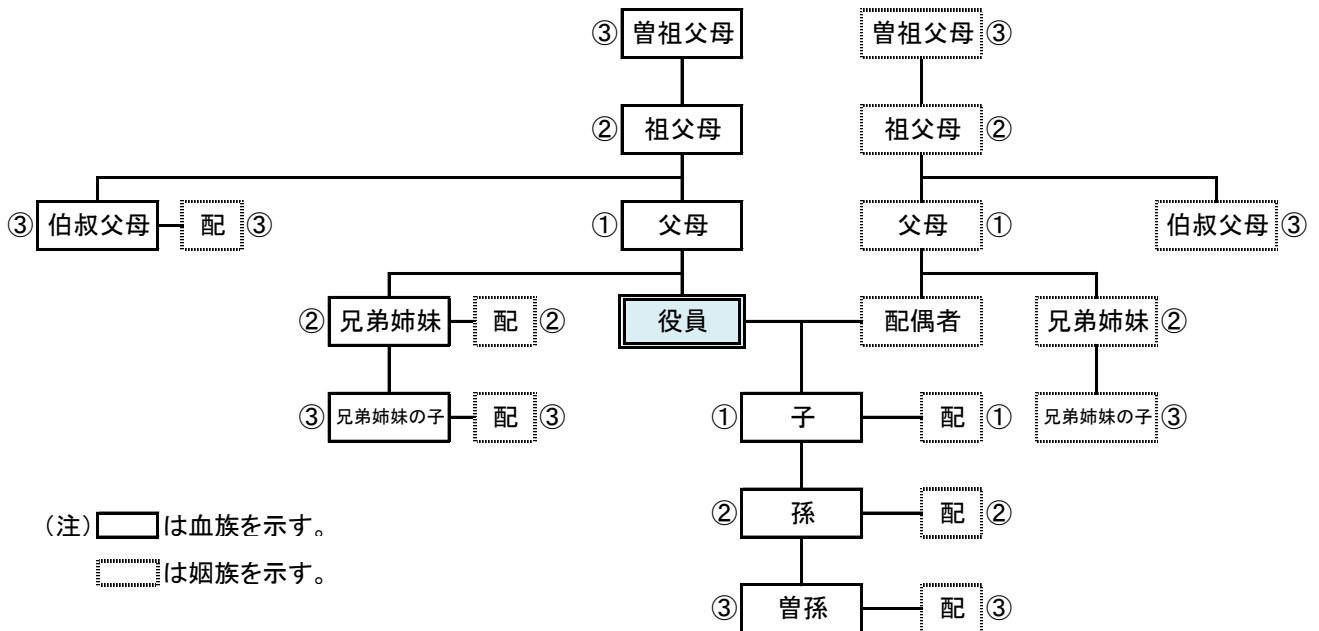 ③ 曽祖父母 曽祖父母 ③
② 祖父母 祖父母 ②
③ 伯叔父母 配 ③ ① 父母 父母 ① 伯叔父母 ③
② 兄弟姉妹 配 ② 役員 配偶者 兄弟姉妹 ②
③ 兄弟姉妹の子 配 ③ ① 子 配 ① 兄弟姉妹の子 ③
(注) は血族を示す。 ② 孫 配 ②
は姻族を示す。
③ 曽孫 配 ③